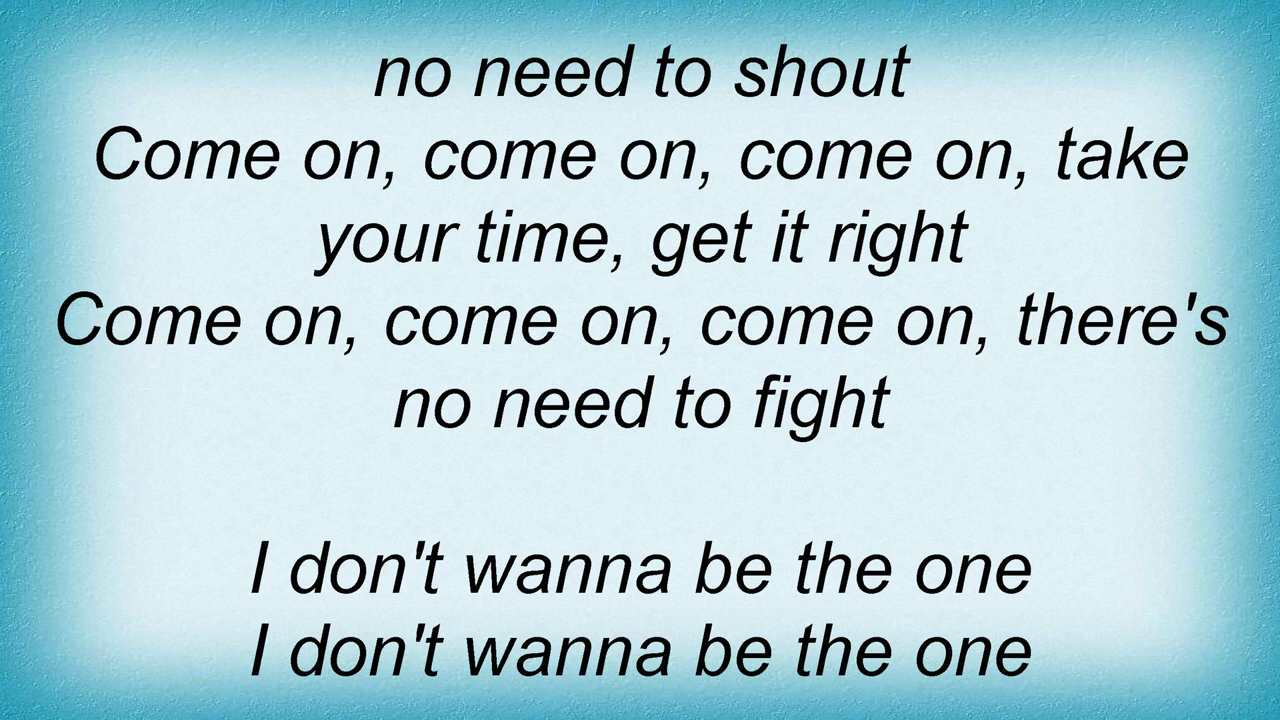 no need to shout
Come on, come on, come on, take
your time, get it right
Come on, come on, come on, there's
no need to fight
I don't wanna be the one
I don't wanna be the one